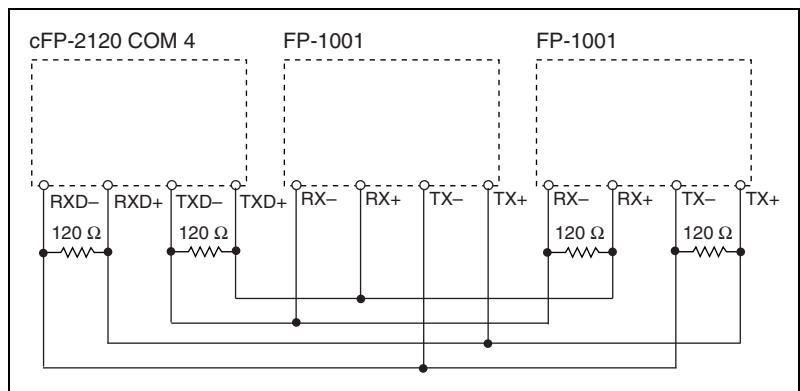 cFP-2120 COM 4 FP-1001 FP-1001
RXD– RXD+ TXD– TXD+ RX– RX+ TX– TX+ RX– RX+ TX– TX+
120 Ω 120 Ω 120 Ω 120 Ω